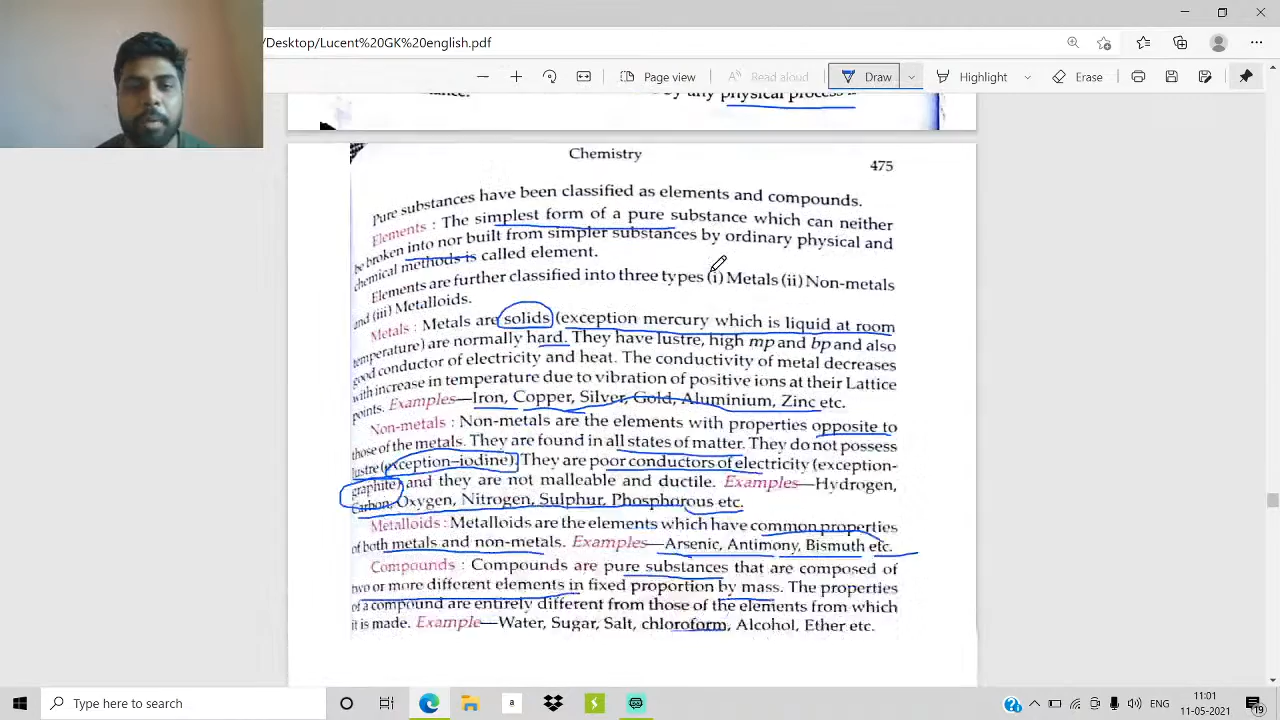 /Desktop/Lucent%20GK%20english.pdf
Page view
Read aloud
Draw
Highlight
Erase
physical process
Chemistry
475
Pure substances have been classified as elements and compounds.
Elements : The simplest form of a pure substance which can neither
be broken into nor built from simpler substances by ordinary physical and
chemical methods is called element.
Elements are further classified into three types (i) Metals (ii) Non-metals
and (iii) Metalloids.
Metals : Metals are solids (exception mercury which is liquid at room
temperature) are normally hard. They have lustre, high mp and bp and also
good conductor of electricity and heat. The conductivity of metal decreases
with increase in temperature due to vibration of positive ions at their Lattice
points. Examples—Iron, Copper, Silver, Gold, Aluminium, Zinc etc.
Non-metals : Non-metals are the elements with properties opposite to
those of the metals. They are found in all states of matter. They do not possess
lustre (exception–iodine). They are poor conductors of electricity (exception-
graphite) and they are not malleable and ductile. Examples—Hydrogen,
Carbon, Oxygen, Nitrogen, Sulphur, Phosphorous etc.
Metalloids : Metalloids are the elements which have common properties
of both metals and non-metals. Examples—Arsenic, Antimony, Bismuth etc.
Compounds : Compounds are pure substances that are composed of
two or more different elements in fixed proportion by mass. The properties
of a compound are entirely different from those of the elements from which
it is made. Example—Water, Sugar, Salt, chloroform, Alcohol, Ether etc.
Type here to search
a
ENG
11:01
11-05-2021
19